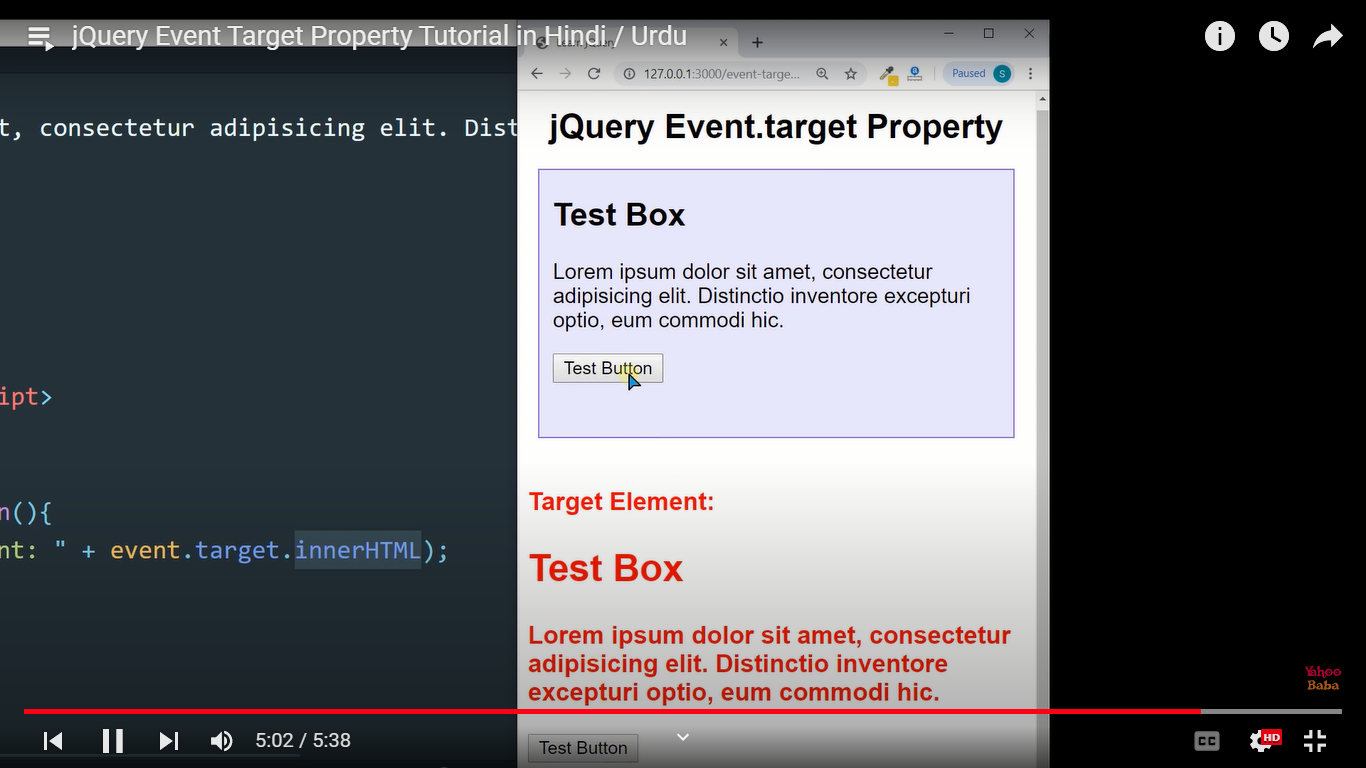 jQuery Event Target Property Tutorial in Hindi / Urdu
127.0.0.1:3000/event-targe...
Paused
S
t, consectetur adipisicing elit. Dist
ipt>
n(){
nt: " + event.target.innerHTML);
jQuery Event.target Property
Test Box
Lorem ipsum dolor sit amet, consectetur
adipisicing elit. Distinctio inventore excepturi
optio, eum commodi hic.
Test Button
Target Element:
Test Box
Lorem ipsum dolor sit amet, consectetur
adipisicing elit. Distinctio inventore
excepturi optio, eum commodi hic.
Test Button
Yahoo
Baba
5:02 / 5:38
CC
HD